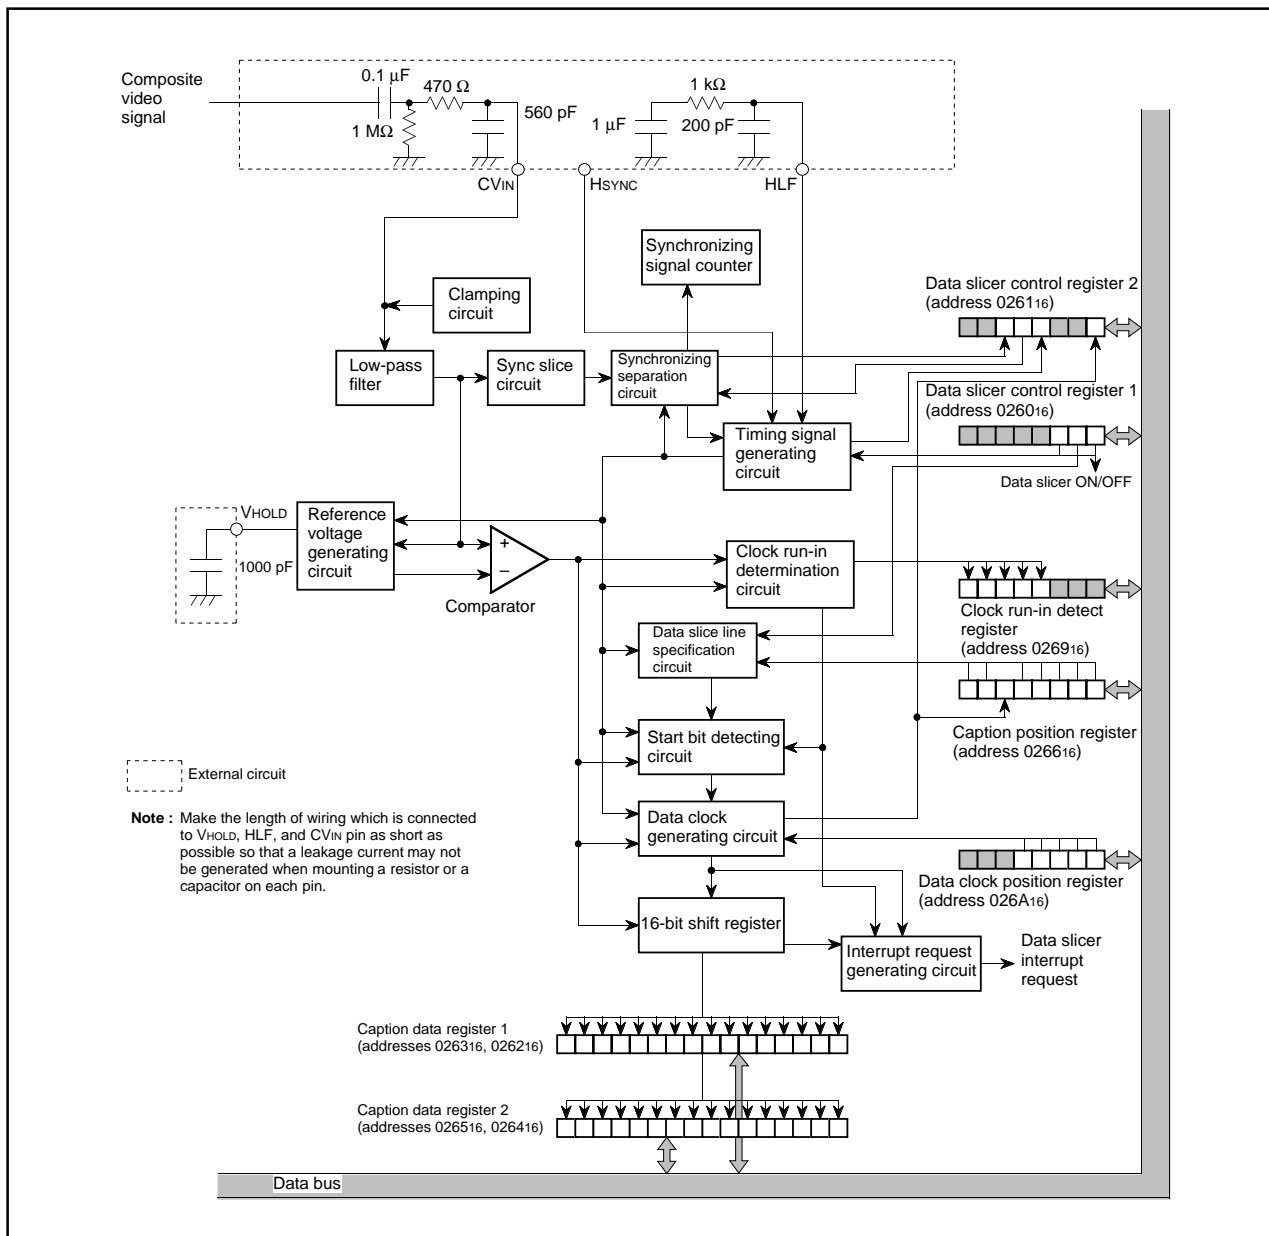 Composite
video
signal
0.1 μF
470 Ω
1 MΩ
560 pF
1 μF
1 kΩ
200 pF
CVIN
HSYNC
HLF
Synchronizing
signal counter
Clamping
circuit
Low-pass
filter
Sync slice
circuit
Synchronizing
separation
circuit
Data slicer control register 2
(address 026116)
Data slicer control register 1
(address 026016)
Timing signal
generating
circuit
Data slicer ON/OFF
VHOLD
1000 pF
Reference
voltage
generating
circuit
+
−
Comparator
Clock run-in
determination
circuit
Clock run-in detect
register
(address 026916)
Data slice line
specification
circuit
Caption position register
(address 026616)
Start bit detecting
circuit
External circuit
Note : Make the length of wiring which is connected
to VHOLD, HLF, and CVIN pin as short as
possible so that a leakage current may not
be generated when mounting a resistor or a
capacitor on each pin.
Data clock
generating circuit
Data clock position register
(address 026A16)
16-bit shift register
Interrupt request
generating circuit
Data slicer
interrupt
request
Caption data register 1
(addresses 026316, 026216)
Caption data register 2
(addresses 026516, 026416)
Data bus